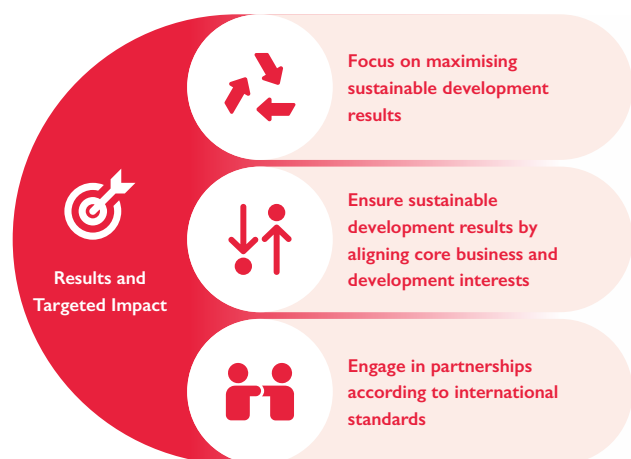 Results and
Targeted Impact
Focus on maximising
sustainable development
results
Ensure sustainable
development results by
aligning core business and
development interests
Engage in partnerships
according to international
standards